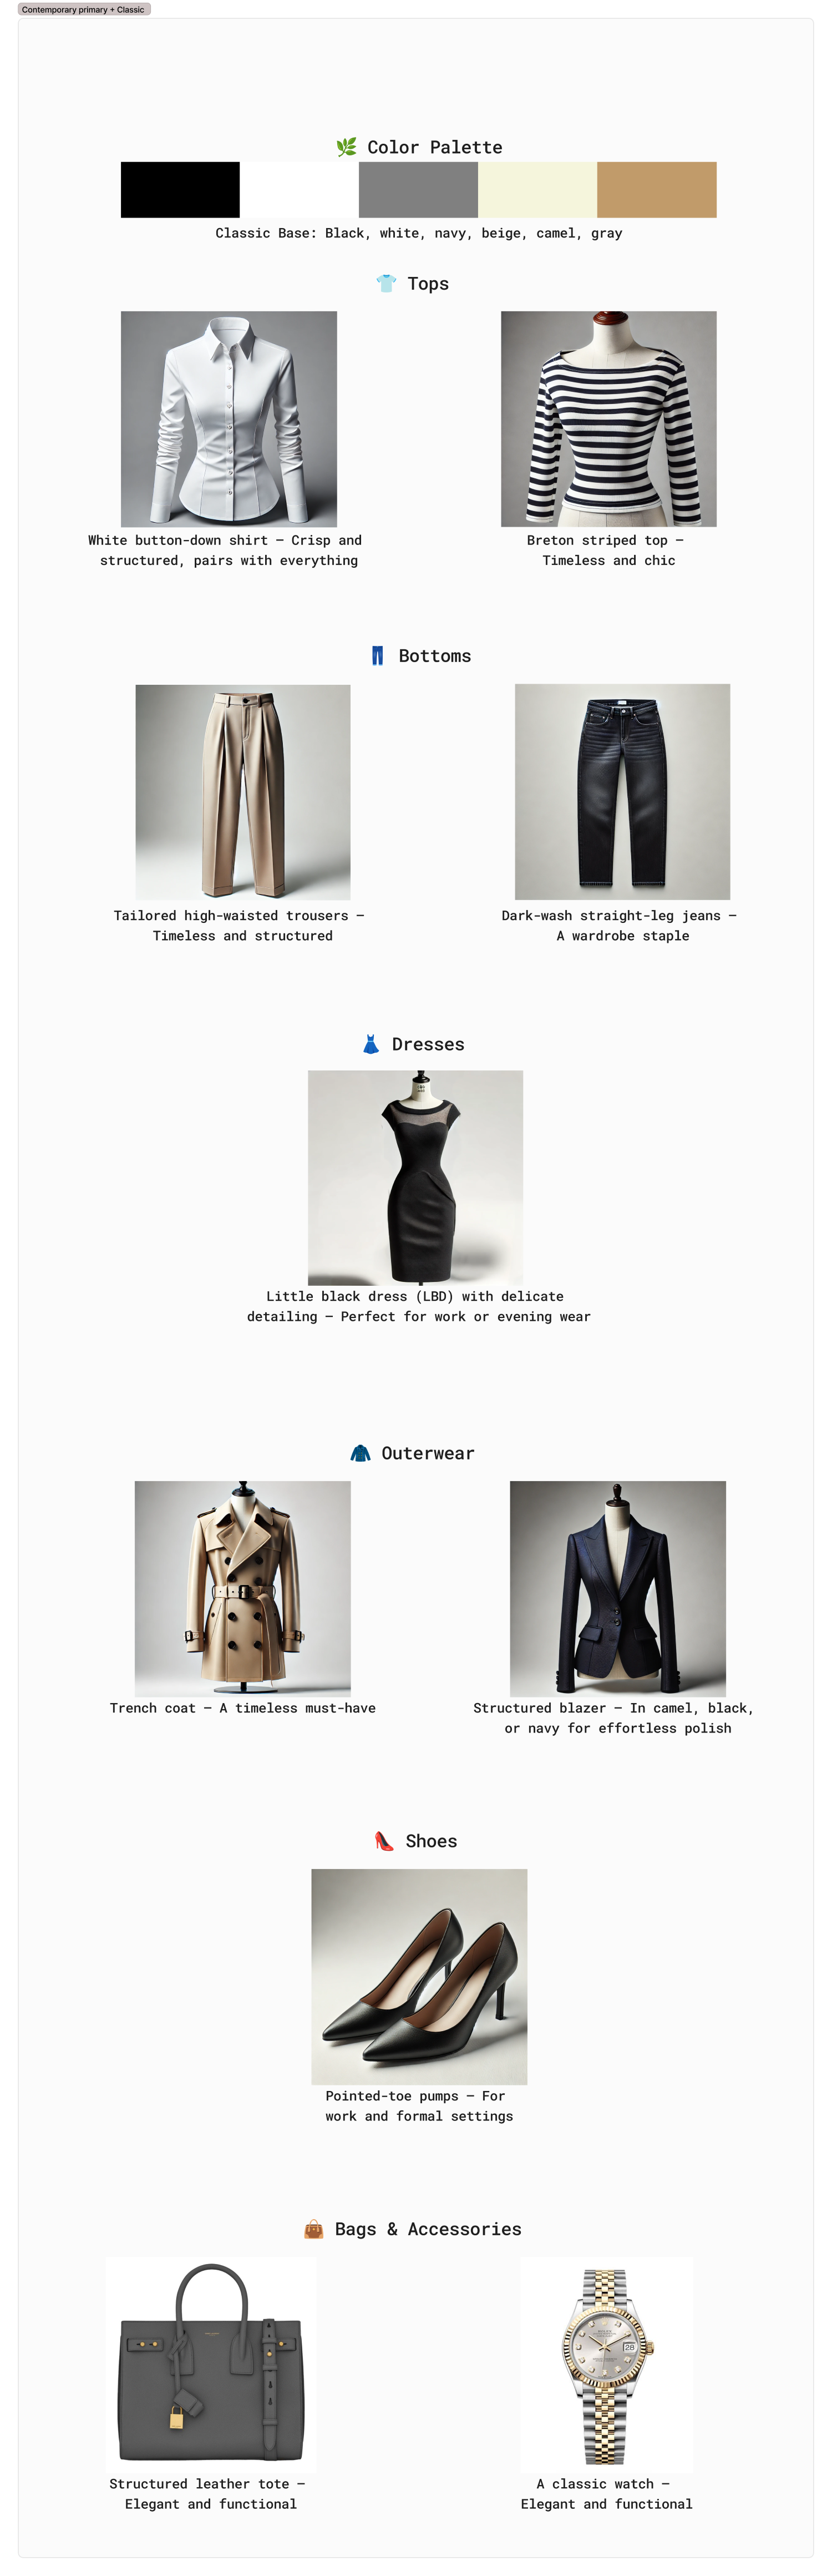 Contemporary primary + Classic
🌿 Color Palette
Classic Base: Black, white, navy, beige, camel, gray
👕 Tops
White button-down shirt – Crisp and
structured, pairs with everything
Breton striped top –
Timeless and chic
👖 Bottoms
Tailored high-waisted trousers –
Timeless and structured
Dark-wash straight-leg jeans –
A wardrobe staple
👗 Dresses
Little black dress (LBD) with delicate
detailing – Perfect for work or evening wear
🧥 Outerwear
Trench coat – A timeless must-have
Structured blazer – In camel, black,
or navy for effortless polish
👠 Shoes
Pointed-toe pumps – For
work and formal settings
👜 Bags & Accessories
ROLEX
28
Structured leather tote –
Elegant and functional
A classic watch –
Elegant and functional